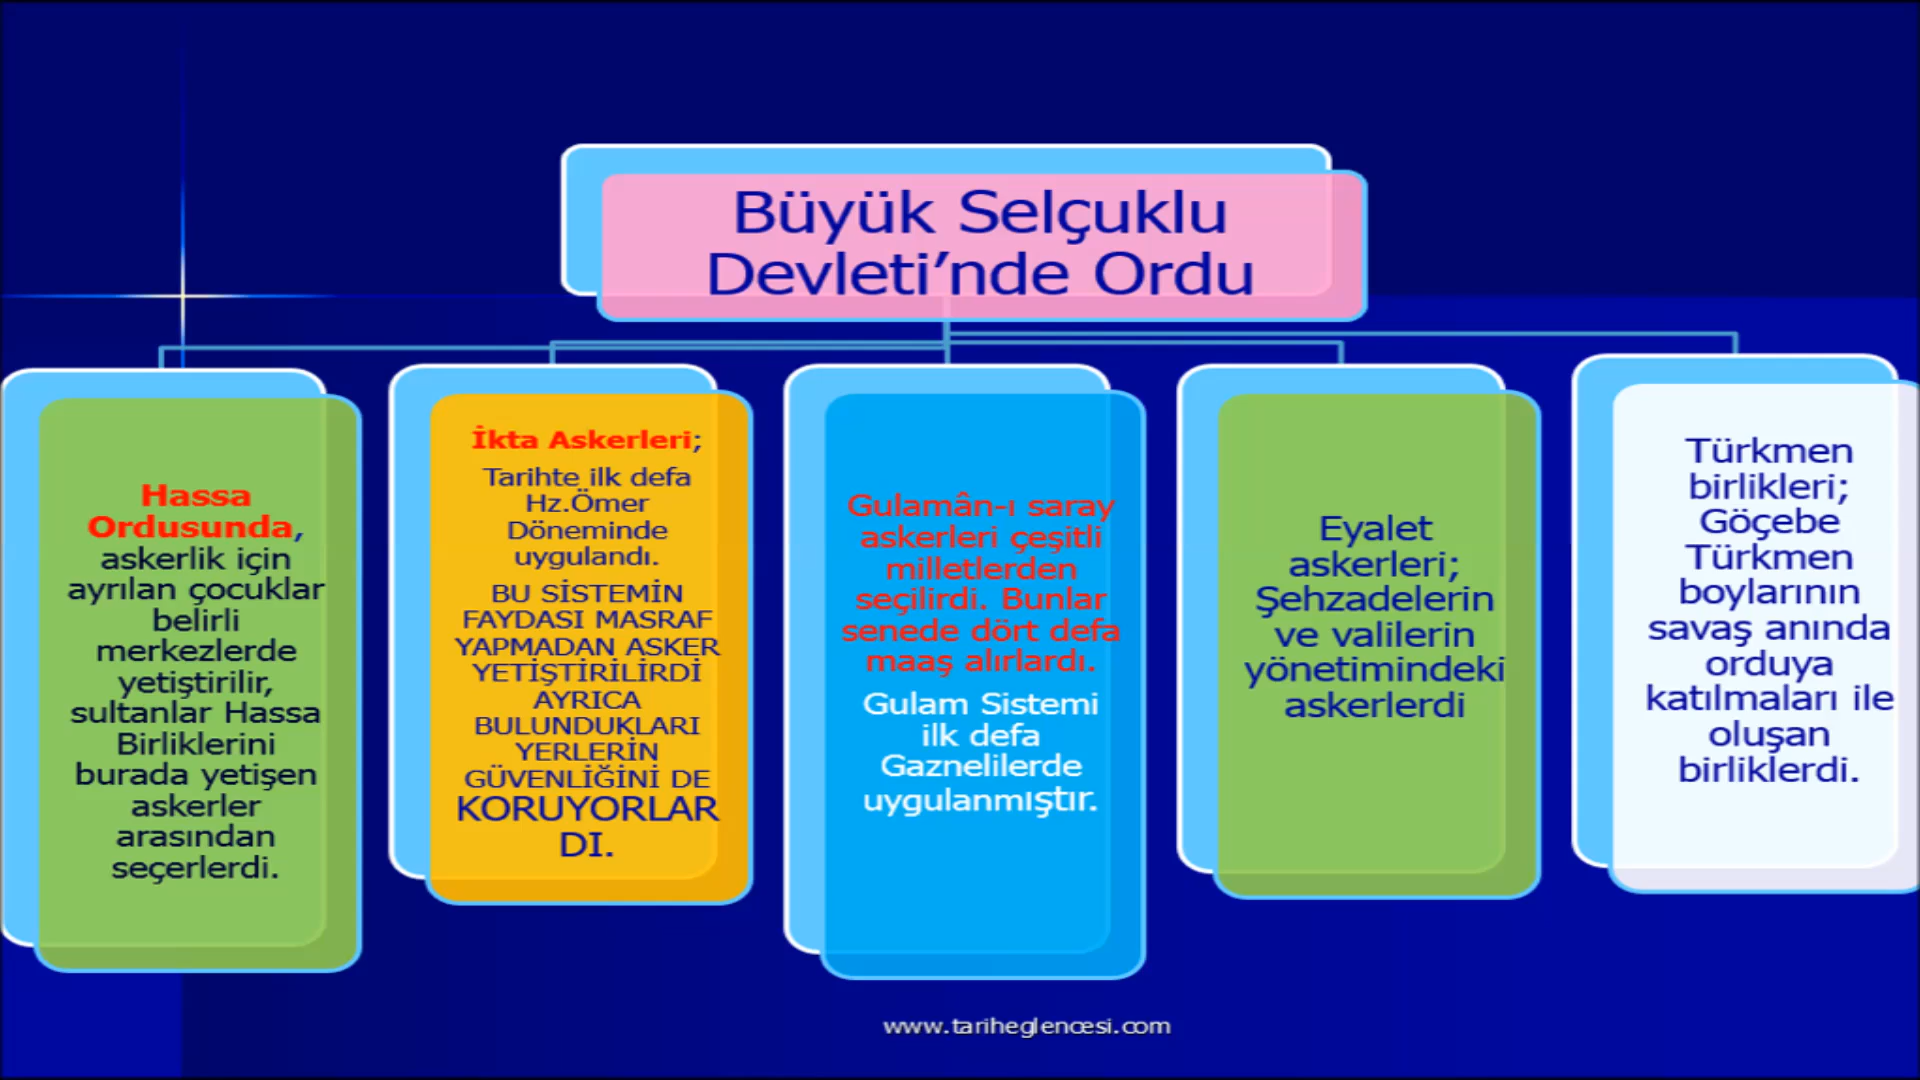 Büyük Selçuklu
Devleti’nde Ordu
Hassa
Ordusunda,
askerlik için
ayrılan çocuklar
belirli
merkezlerde
yetiştirilir,
sultanlar Hassa
Birliklerini
burada yetişen
askerler
arasından
seçerlerdi.
İkta Askerleri;
Tarihte ilk defa
Hz.Ömer
Döneminde
uygulandı.
BU SİSTEMİN
FAYDASI MASRAF
YAPMADAN ASKER
YETİŞTİRİLİRDİ
AYRICA
BULUNDUKLARI
YERLERİN
GÜVENLİĞİNİ DE
KORUYORLAR
DI.
Gulamân-ı saray
askerleri çeşitli
milletlerden
seçilirdi. Bunlar
senede dört defa
maaş alırlardı.
Gulam Sistemi
ilk defa
Gaznelilerde
uygulanmıştır.
Eyalet
askerleri;
Şehzadelerin
ve valilerin
yönetimindeki
askerlerdi
Türkmen
birlikleri;
Göçebe
Türkmen
boylarının
savaş anında
orduya
katılmaları ile
oluşan
birliklerdi.
www.tariheglencesi.com